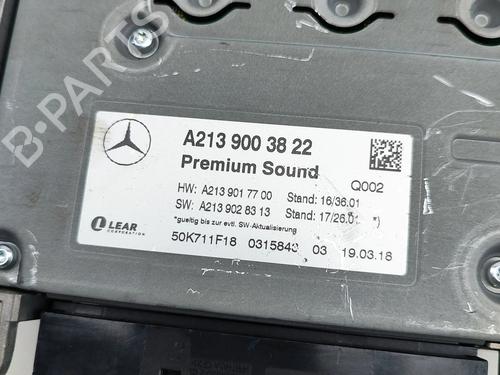 A213 900 38 22
Premium Sound
Q002
HW: A213 901 77 00 Stand: 16/36.01
SW: A213 902 83 13 Stand: 17/26.01 *)
*gueltig bis zur evtl. SW-Aktualisierung
LEAR
CORPORATION
50K711F18 0315843 03 19.03.18
B-PARTS